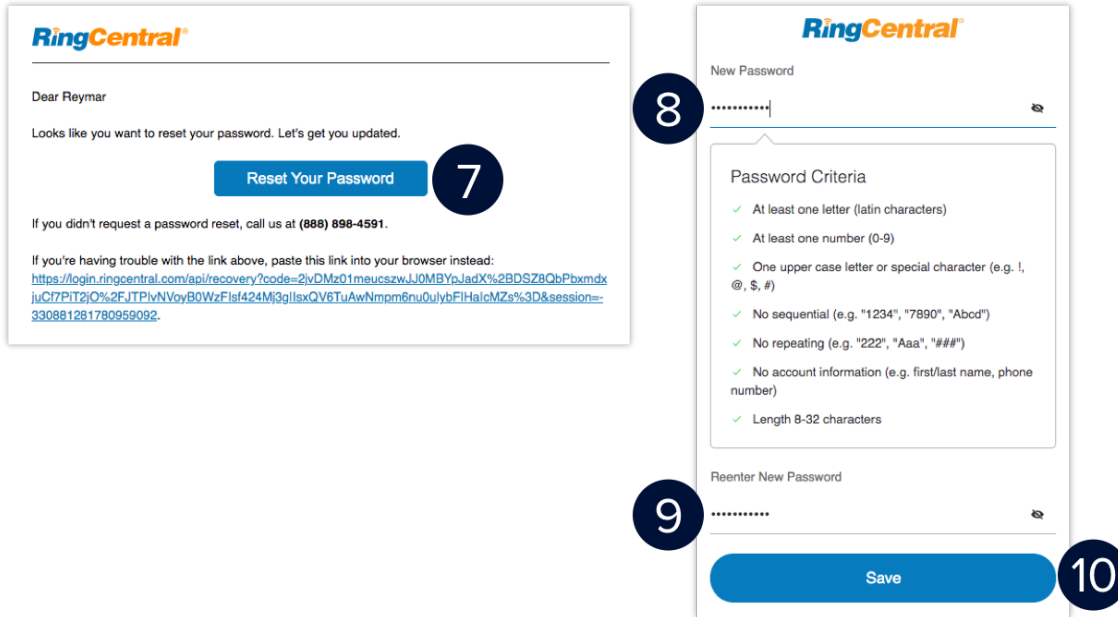 RingCentral®
Dear Reymar
Looks like you want to reset your password. Let's get you updated.
Reset Your Password
7
If you didn't request a password reset, call us at (888) 898-4591.
If you're having trouble with the link above, paste this link into your browser instead:
https://login.ringcentral.com/api/recovery?code=2jvDMz01meucszwJJ0MBYpJadX%2BDSZ8QbPbxmdx
juCf7PiT2jO%2FJTPIvNVoyB0WzFIsf424Mj3gIIsxQV6TuAwNmpm6nu0uIybFIHaIcMZs%3D&session=-
330881281780959092.
RingCentral®
New Password
8
•••••••••••
Password Criteria
✓ At least one letter (latin characters)
✓ At least one number (0-9)
✓ One upper case letter or special character (e.g. !,
@, $, #)
✓ No sequential (e.g. "1234", "7890", "Abcd")
✓ No repeating (e.g. "222", "Aaa", "###")
✓ No account information (e.g. first/last name, phone
number)
✓ Length 8-32 characters
Reenter New Password
9
•••••••••••
Save
10